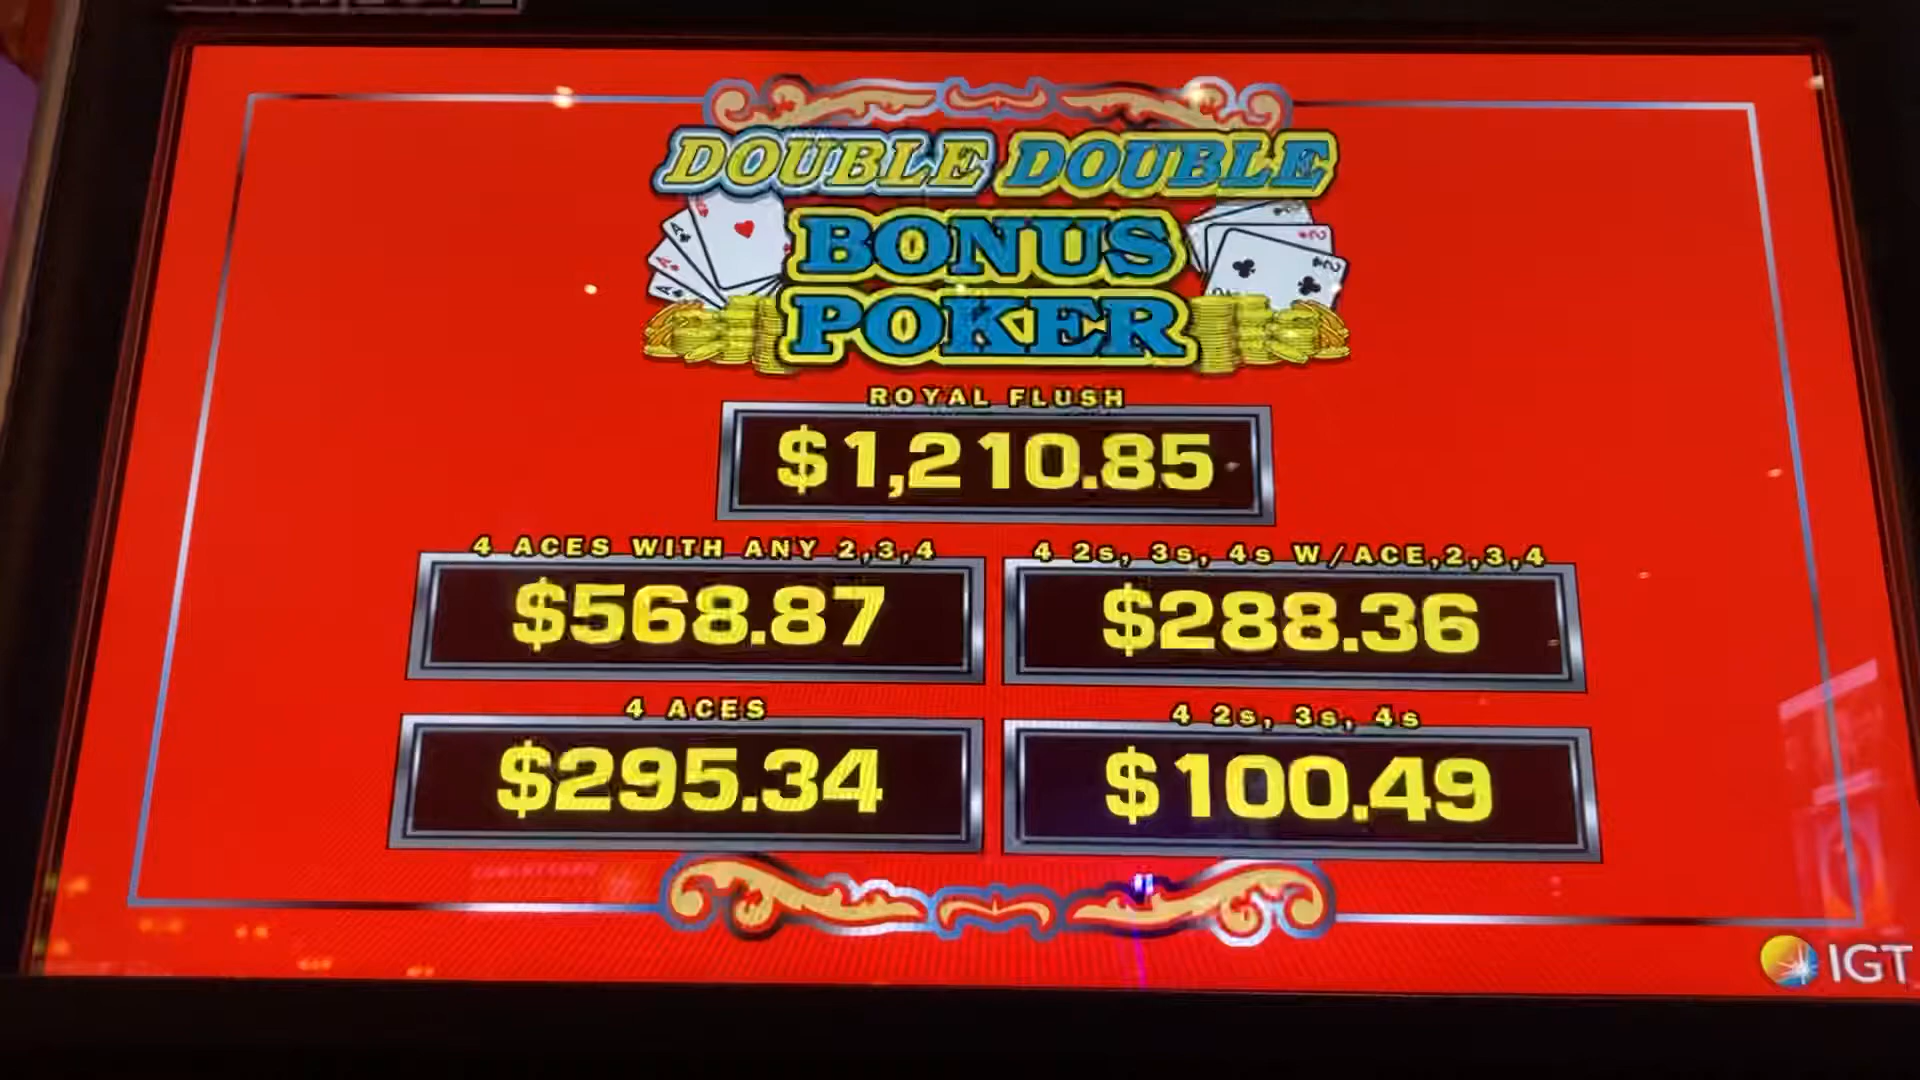 DOUBLE DOUBLE
BONUS
POKER
ROYAL FLUSH
$1,210.85
4 ACES WITH ANY 2,3,4
$568.87
4 2s, 3s, 4s W/ACE,2,3,4
$288.36
4 ACES
$295.34
4 2s, 3s, 4s
$100.49
IGT